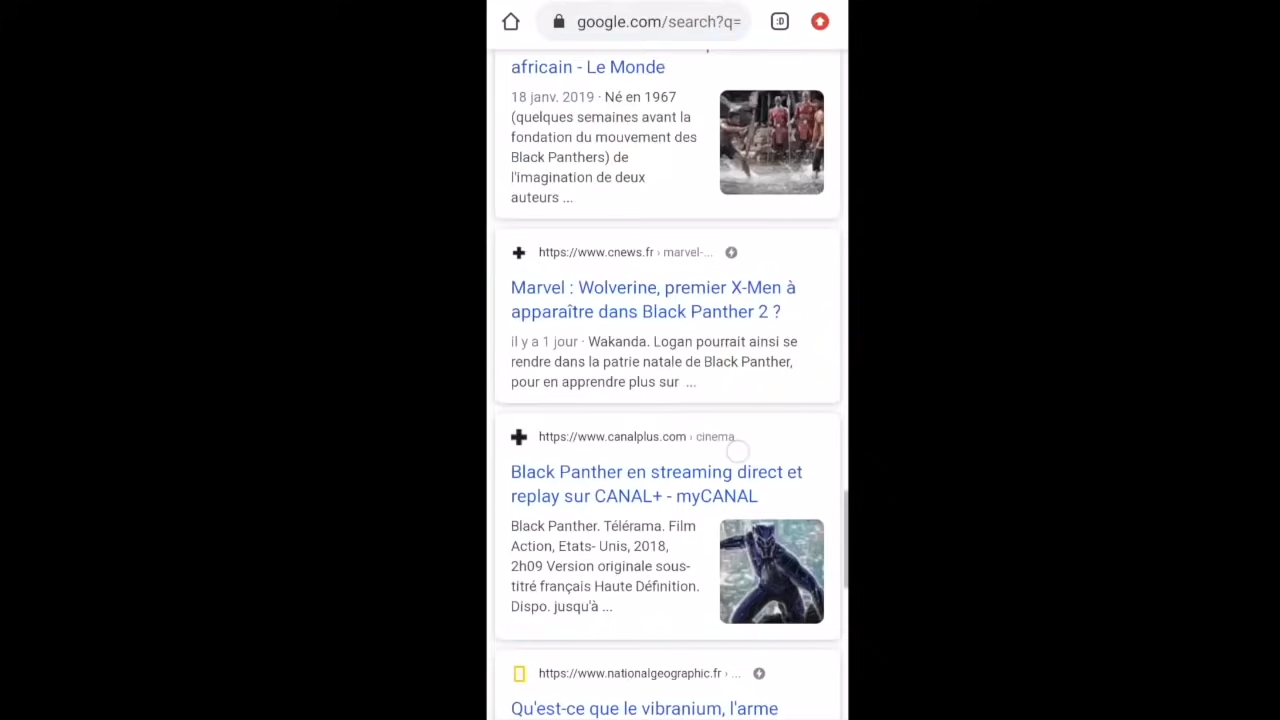 google.com/search?q=
:D
africain - Le Monde
18 janv. 2019 · Né en 1967
(quelques semaines avant la
fondation du mouvement des
Black Panthers) de
l'imagination de deux
auteurs ...
https://www.cnews.fr › marvel-...
Marvel : Wolverine, premier X-Men à
apparaître dans Black Panther 2 ?
il y a 1 jour · Wakanda. Logan pourrait ainsi se
rendre dans la patrie natale de Black Panther,
pour en apprendre plus sur ...
https://www.canalplus.com › cinema
Black Panther en streaming direct et
replay sur CANAL+ - myCANAL
Black Panther. Télérama. Film
Action, Etats- Unis, 2018,
2h09 Version originale sous-
titré français Haute Définition.
Dispo. jusqu'à ...
https://www.nationalgeographic.fr › ...
Qu'est-ce que le vibranium, l'arme